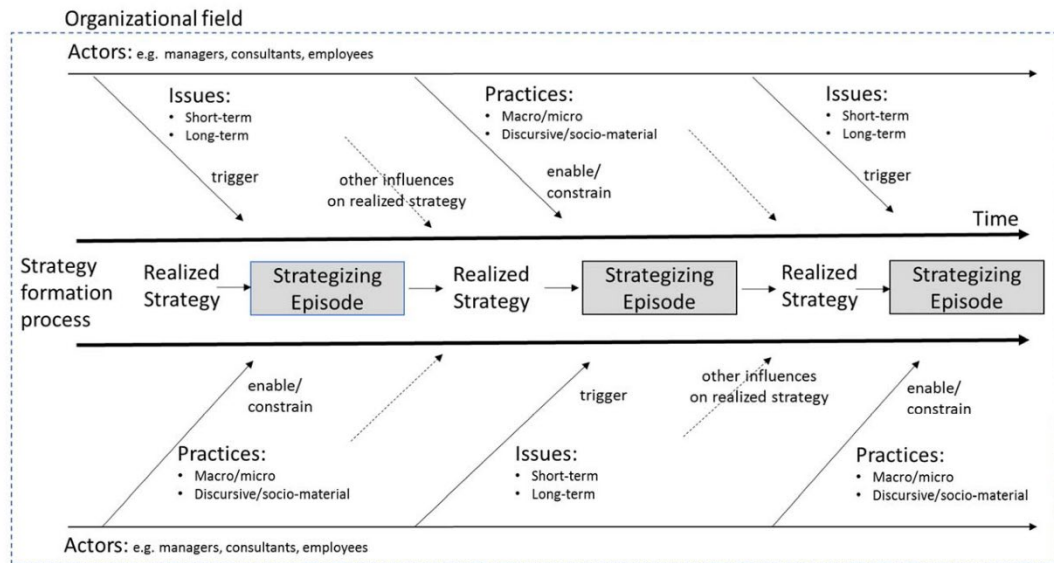 Organizational field
Actors: e.g. managers, consultants, employees
Issues:
• Short-term
• Long-term
trigger
other influences
on realized strategy
Practices:
• Macro/micro
• Discursive/socio-material
enable/
constrain
Issues:
• Short-term
• Long-term
trigger
Time
Strategy
formation
process
Realized
Strategy
Strategizing
Episode
Realized
Strategy
Strategizing
Episode
Realized
Strategy
Strategizing
Episode
enable/
constrain
Practices:
• Macro/micro
• Discursive/socio-material
trigger
Issues:
• Short-term
• Long-term
other influences
on realized strategy
enable/
constrain
Practices:
• Macro/micro
• Discursive/socio-material
Actors: e.g. managers, consultants, employees